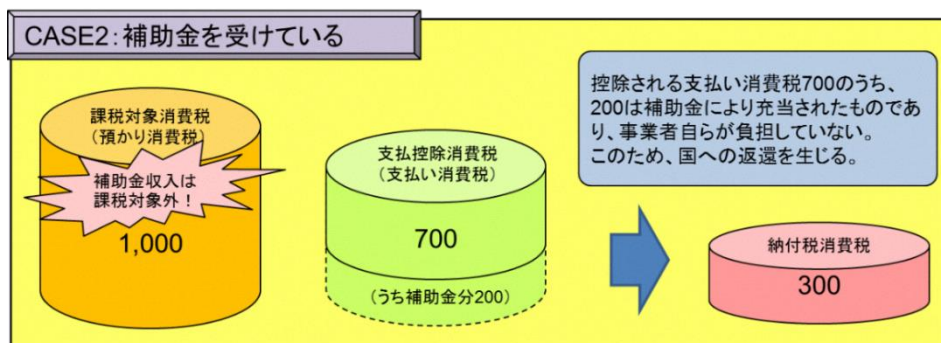 CASE2:補助金を受けている
課税対象消費税
(預かり消費税)
補助金収入は
課税対象外!
1,000
支払控除消費税
(支払い消費税)
700
(うち補助金分200)
控除される支払い消費税700のうち、
200は補助金により充当されたものであ
り、事業者自らが負担していない。
このため、国への返還を生じる。
納付税消費税
300